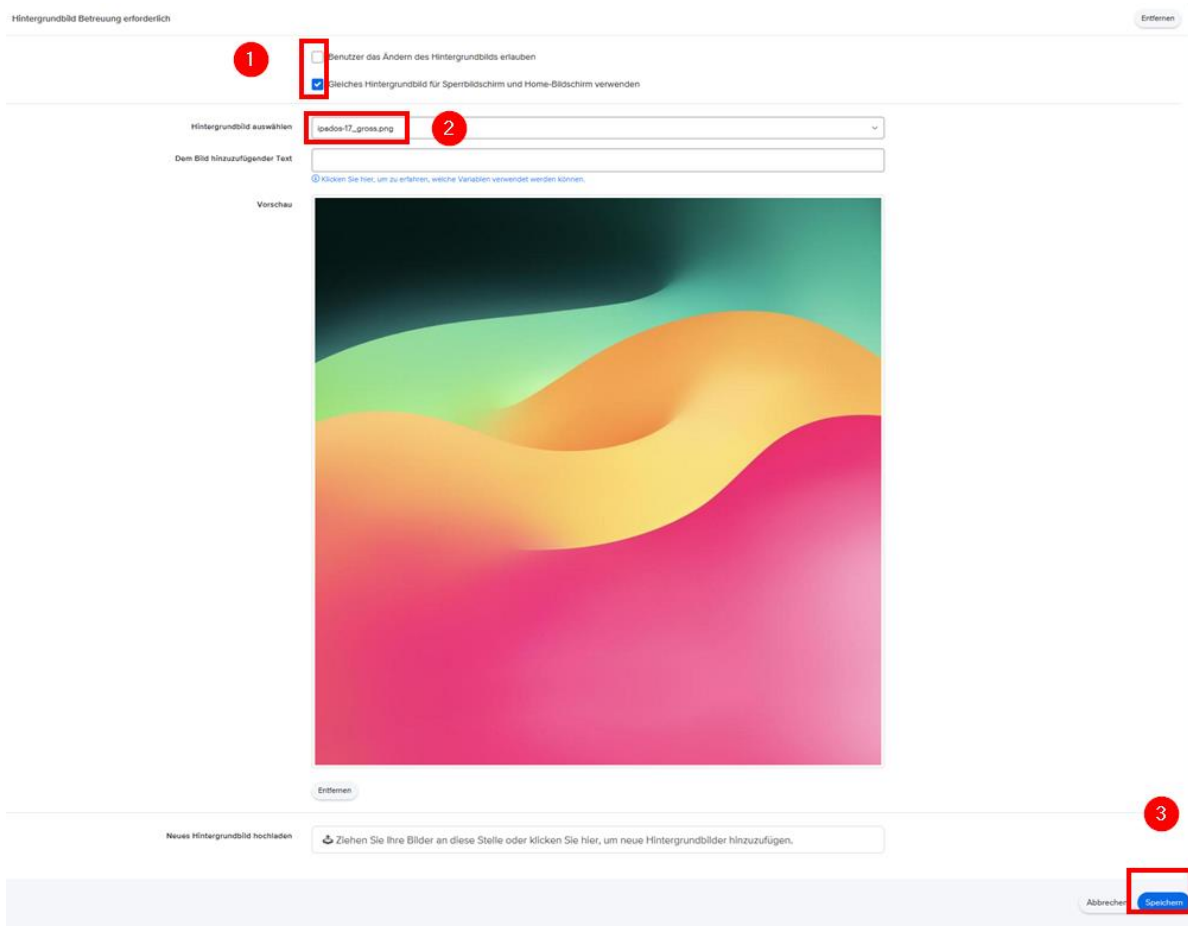 Hintergrundbild Betreuung erforderlich
Entfernen
1
Benutzer das Ändern des Hintergrundbilds erlauben
Gleiches Hintergrundbild für Sperrbildschirm und Home-Bildschirm verwenden
Hintergrundbild auswählen
ipados-17_gross.png
2
Dem Bild hinzuzufügender Text
Klicken Sie hier, um zu erfahren, welche Variablen verwendet werden können.
Vorschau
Entfernen
3
Neues Hintergrundbild hochladen
Ziehen Sie Ihre Bilder an diese Stelle oder klicken Sie hier, um neue Hintergrundbilder hinzuzufügen.
Abbrechen
Speichern